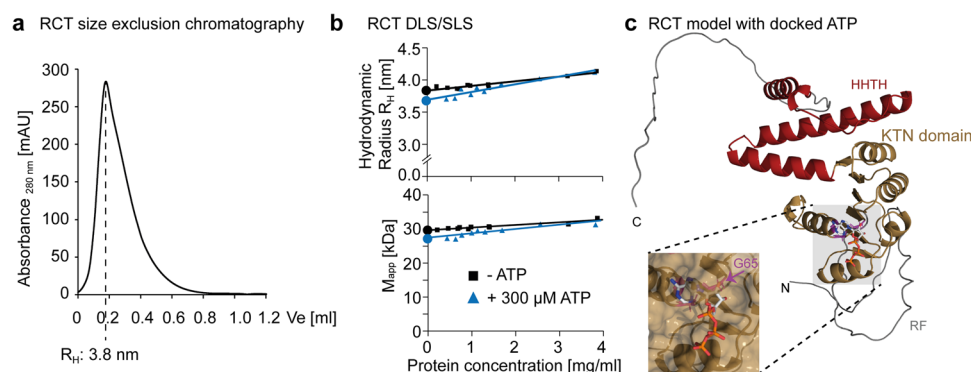 a RCT size exclusion chromatography
Absorbance 280 nm [mAU]
350
300
250
200
150
100
50
0
0 0.2 0.4 0.6 0.8 1.0 1.2 Ve [ml]
RH: 3.8 nm
b RCT DLS/SLS
Hydrodynamic
Radius RH [nm]
4.5
4.0
3.5
3.0
Mapp [kDa]
40
30
20
10
0
- ATP
+ 300 µM ATP
0 1 2 3 4
Protein concentration [mg/ml]
c RCT model with docked ATP
HHTH
KTN domain
C
G65
N
RF